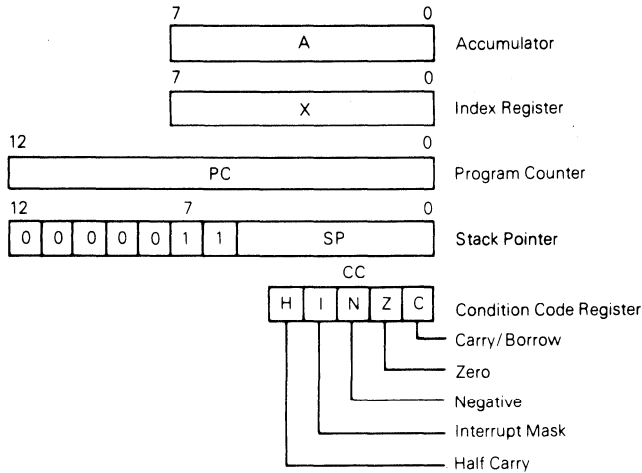 7 0
A Accumulator
7 0
X Index Register
12 0
PC Program Counter
12 7 0
0 0 0 0 0 1 1 SP Stack Pointer
CC
H I N Z C Condition Code Register
Carry/Borrow
Zero
Negative
Interrupt Mask
Half Carry